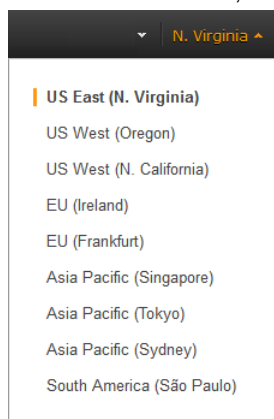 N. Virginia
US East (N. Virginia)
US West (Oregon)
US West (N. California)
EU (Ireland)
EU (Frankfurt)
Asia Pacific (Singapore)
Asia Pacific (Tokyo)
Asia Pacific (Sydney)
South America (São Paulo)